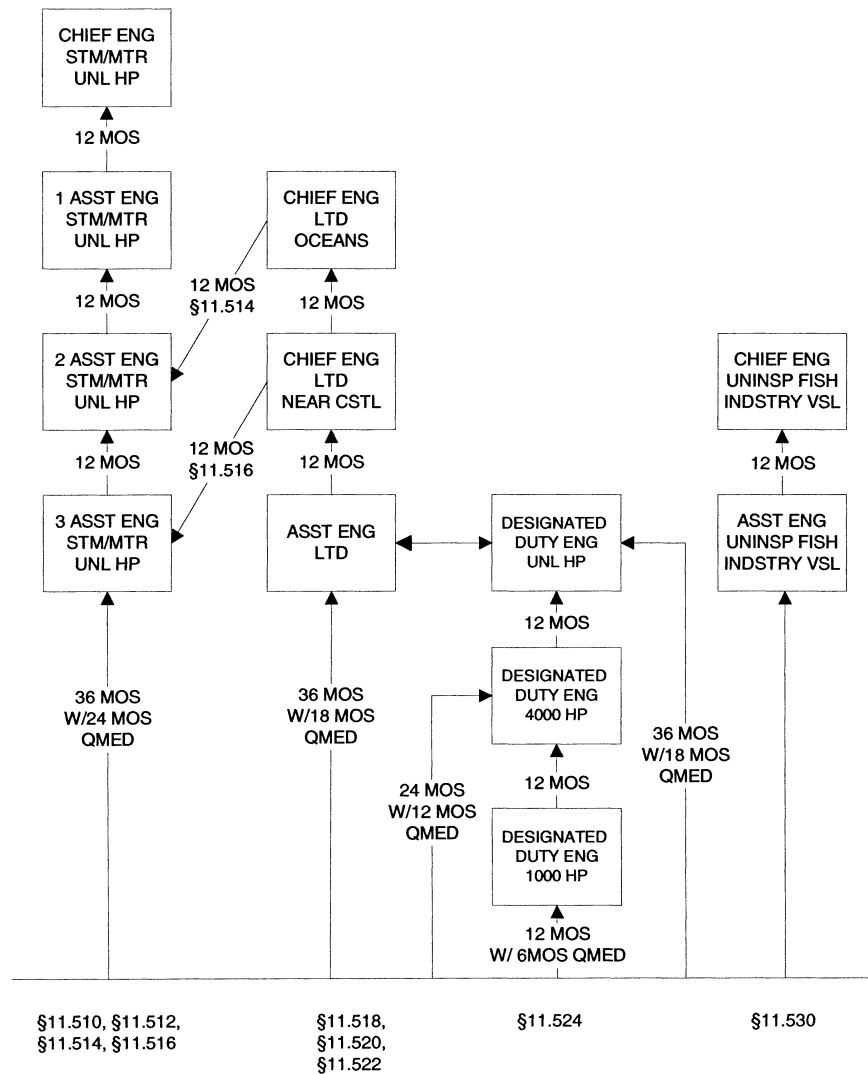 CHIEF ENG
STM/MTR
UNL HP
12 MOS
1 ASST ENG
STM/MTR
UNL HP
12 MOS
2 ASST ENG
STM/MTR
UNL HP
12 MOS
3 ASST ENG
STM/MTR
UNL HP
36 MOS
W/24 MOS
QMED
§11.510, §11.512,
§11.514, §11.516
12 MOS
§11.514
12 MOS
§11.516
CHIEF ENG
LTD
OCEANS
12 MOS
CHIEF ENG
LTD
NEAR CSTL
12 MOS
ASST ENG
LTD
36 MOS
W/18 MOS
QMED
§11.518,
§11.520,
§11.522
DESIGNATED
DUTY ENG
UNL HP
12 MOS
DESIGNATED
DUTY ENG
4000 HP
24 MOS
W/12 MOS
QMED
12 MOS
DESIGNATED
DUTY ENG
1000 HP
12 MOS
W/ 6MOS QMED
36 MOS
W/18 MOS
QMED
§11.524
CHIEF ENG
UNINSP FISH
INDSTRY VSL
12 MOS
ASST ENG
UNINSP FISH
INDSTRY VSL
§11.530